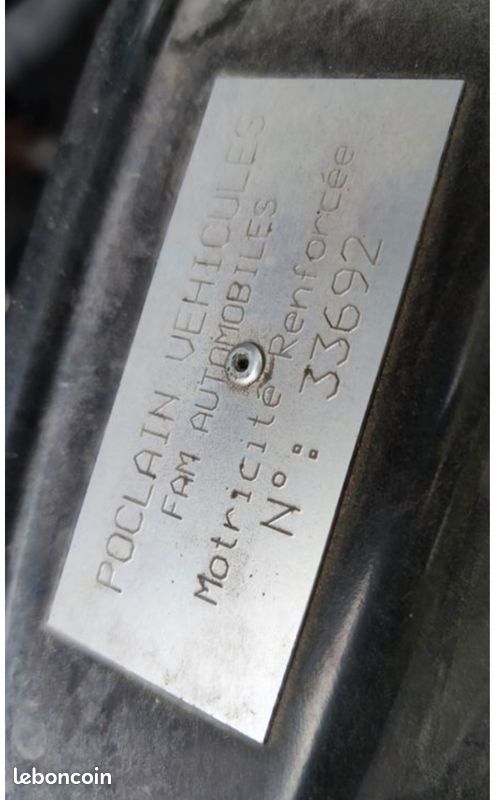 POCLAIN VEHICULES
FAM AUTOMOBILES
Motricité Renforcée
N°: 33692
leboncoin